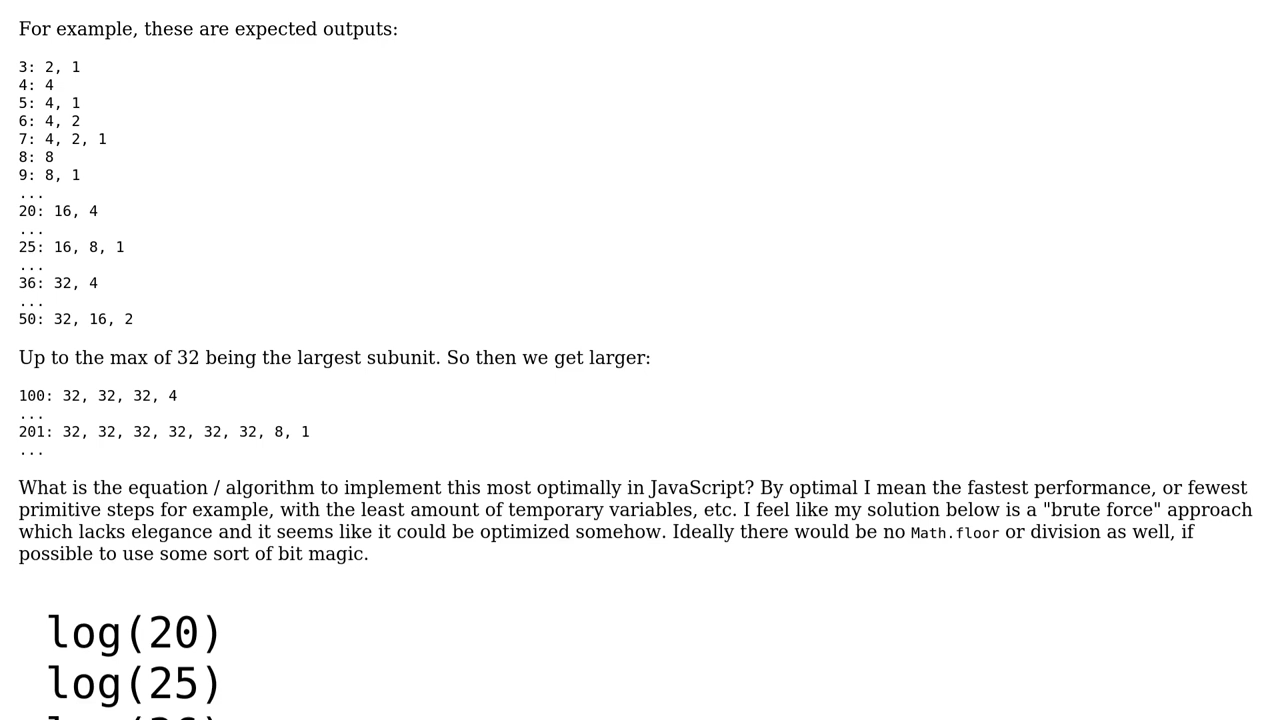 For example, these are expected outputs:
3: 2, 1
4: 4
5: 4, 1
6: 4, 2
7: 4, 2, 1
8: 8
9: 8, 1
...
20: 16, 4
...
25: 16, 8, 1
...
36: 32, 4
...
50: 32, 16, 2
Up to the max of 32 being the largest subunit. So then we get larger:
100: 32, 32, 32, 4
...
201: 32, 32, 32, 32, 32, 32, 8, 1
...
What is the equation / algorithm to implement this most optimally in JavaScript? By optimal I mean the fastest performance, or fewest
primitive steps for example, with the least amount of temporary variables, etc. I feel like my solution below is a "brute force" approach
which lacks elegance and it seems like it could be optimized somehow. Ideally there would be no Math.floor or division as well, if
possible to use some sort of bit magic.
log(20)
log(25)